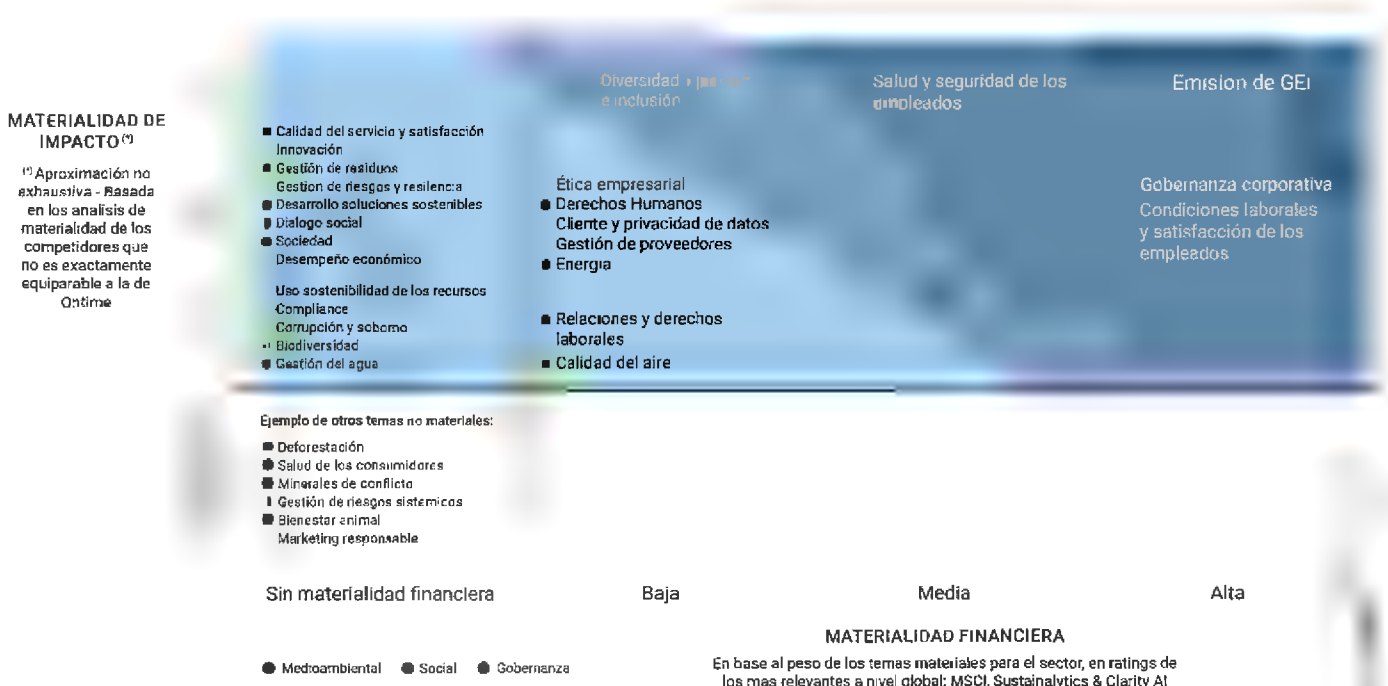 MATERIALIDAD DE
IMPACTO (*)
(*) Aproximación no
exhaustiva - Basada
en los analisis de
materialidad de los
competidores que
no es exactamente
equiparable a la de
Ontime
Diversidad
e inclusión
Salud y seguridad de los
empleados
Emision de GEI
Calidad del servicio y satisfacción
Innovación
Gestión de residuos
Gestion de riesgos y resilencia
Desarrollo soluciones sostenibles
Dialogo social
Sociedad
Desempeño económico
Uso sostenibilidad de los recursos
Compliance
Corrupción y soborno
Biodiversidad
Gestión del agua
Ética empresarial
Derechos Humanos
Cliente y privacidad de datos
Gestión de proveedores
Energia
Relaciones y derechos
laborales
Calidad del aire
Gobernanza corporativa
Condiciones laborales
y satisfacción de los
empleados
Ejemplo de otros temas no materiales:
Deforestación
Salud de los consumidores
Minerales de conflicto
Gestión de riesgos sistemicos
Bienestar animal
Marketing responsable
Sin materialidad financiera
Baja
Media
Alta
MATERIALIDAD FINANCIERA
En base al peso de los temas materiales para el sector, en ratings de
los mas relevantes a nivel global: MSCI, Sustainalytics & Clarity AI
Medioambiental
Social
Gobernanza